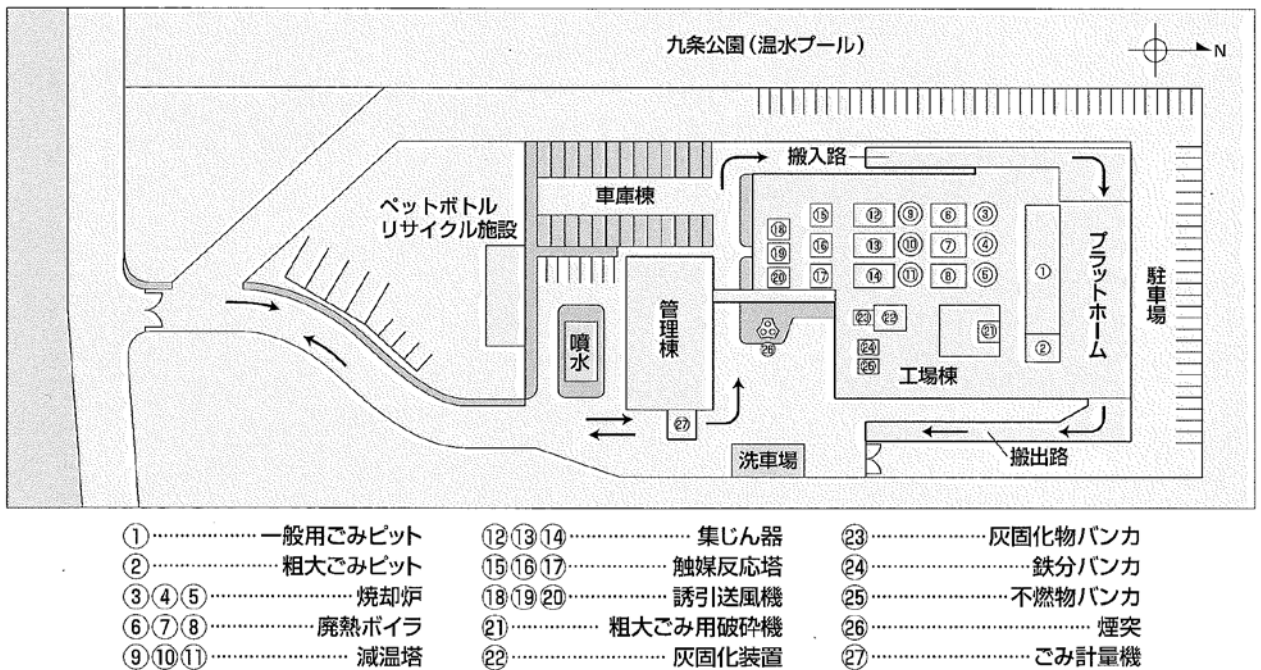 九条公園(温水プール)
N
搬入路
車庫棟
ペットボトル
リサイクル施設
プラットホーム
駐車場
管理棟
噴水
工場棟
洗車場
搬出路
⑮ ⑫ ⑨ ⑥ ③
⑱
⑯ ⑬ ⑩ ⑦ ④
⑲
⑳ ⑰ ⑭ ⑪ ⑧ ⑤
①
㉓ ㉒
㉖ ㉑
㉔ ②
㉗
①………………一般用ごみピット
②………………粗大ごみピット
③④⑤………………焼却炉
⑥⑦⑧………………廃熱ボイラ
⑨⑩⑪………………減温塔
⑫⑬⑭………………集じん器
⑮⑯⑰………………触媒反応塔
⑱⑲⑳………………誘引送風機
㉑………………粗大ごみ用破砕機
㉒………………灰固化装置
㉓………………灰固化物バンカ
㉔………………鉄分バンカ
㉕………………不燃物バンカ
㉖………………煙突
㉗………………ごみ計量機